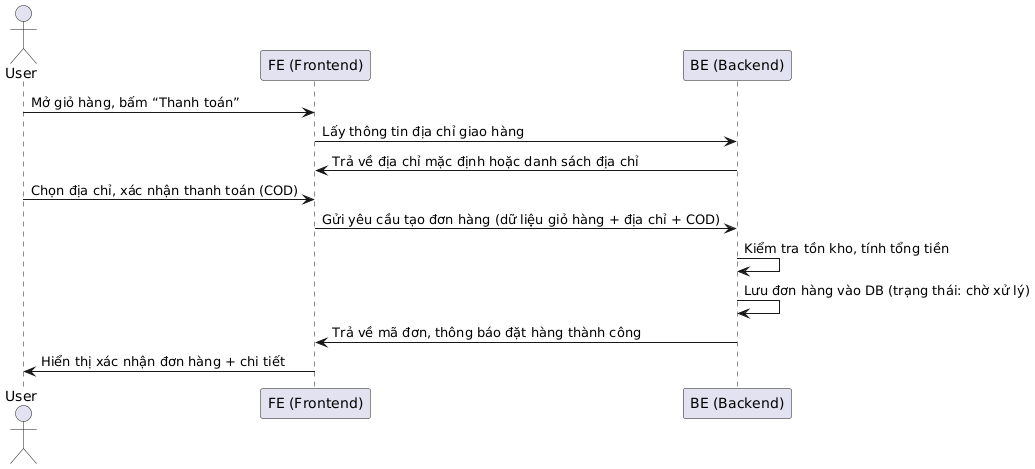 User
FE (Frontend)
BE (Backend)
Mở giỏ hàng, bấm “Thanh toán”
Lấy thông tin địa chỉ giao hàng
Trả về địa chỉ mặc định hoặc danh sách địa chỉ
Chọn địa chỉ, xác nhận thanh toán (COD)
Gửi yêu cầu tạo đơn hàng (dữ liệu giỏ hàng + địa chỉ + COD)
Kiểm tra tồn kho, tính tổng tiền
Lưu đơn hàng vào DB (trạng thái: chờ xử lý)
Trả về mã đơn, thông báo đặt hàng thành công
Hiển thị xác nhận đơn hàng + chi tiết
User
FE (Frontend)
BE (Backend)